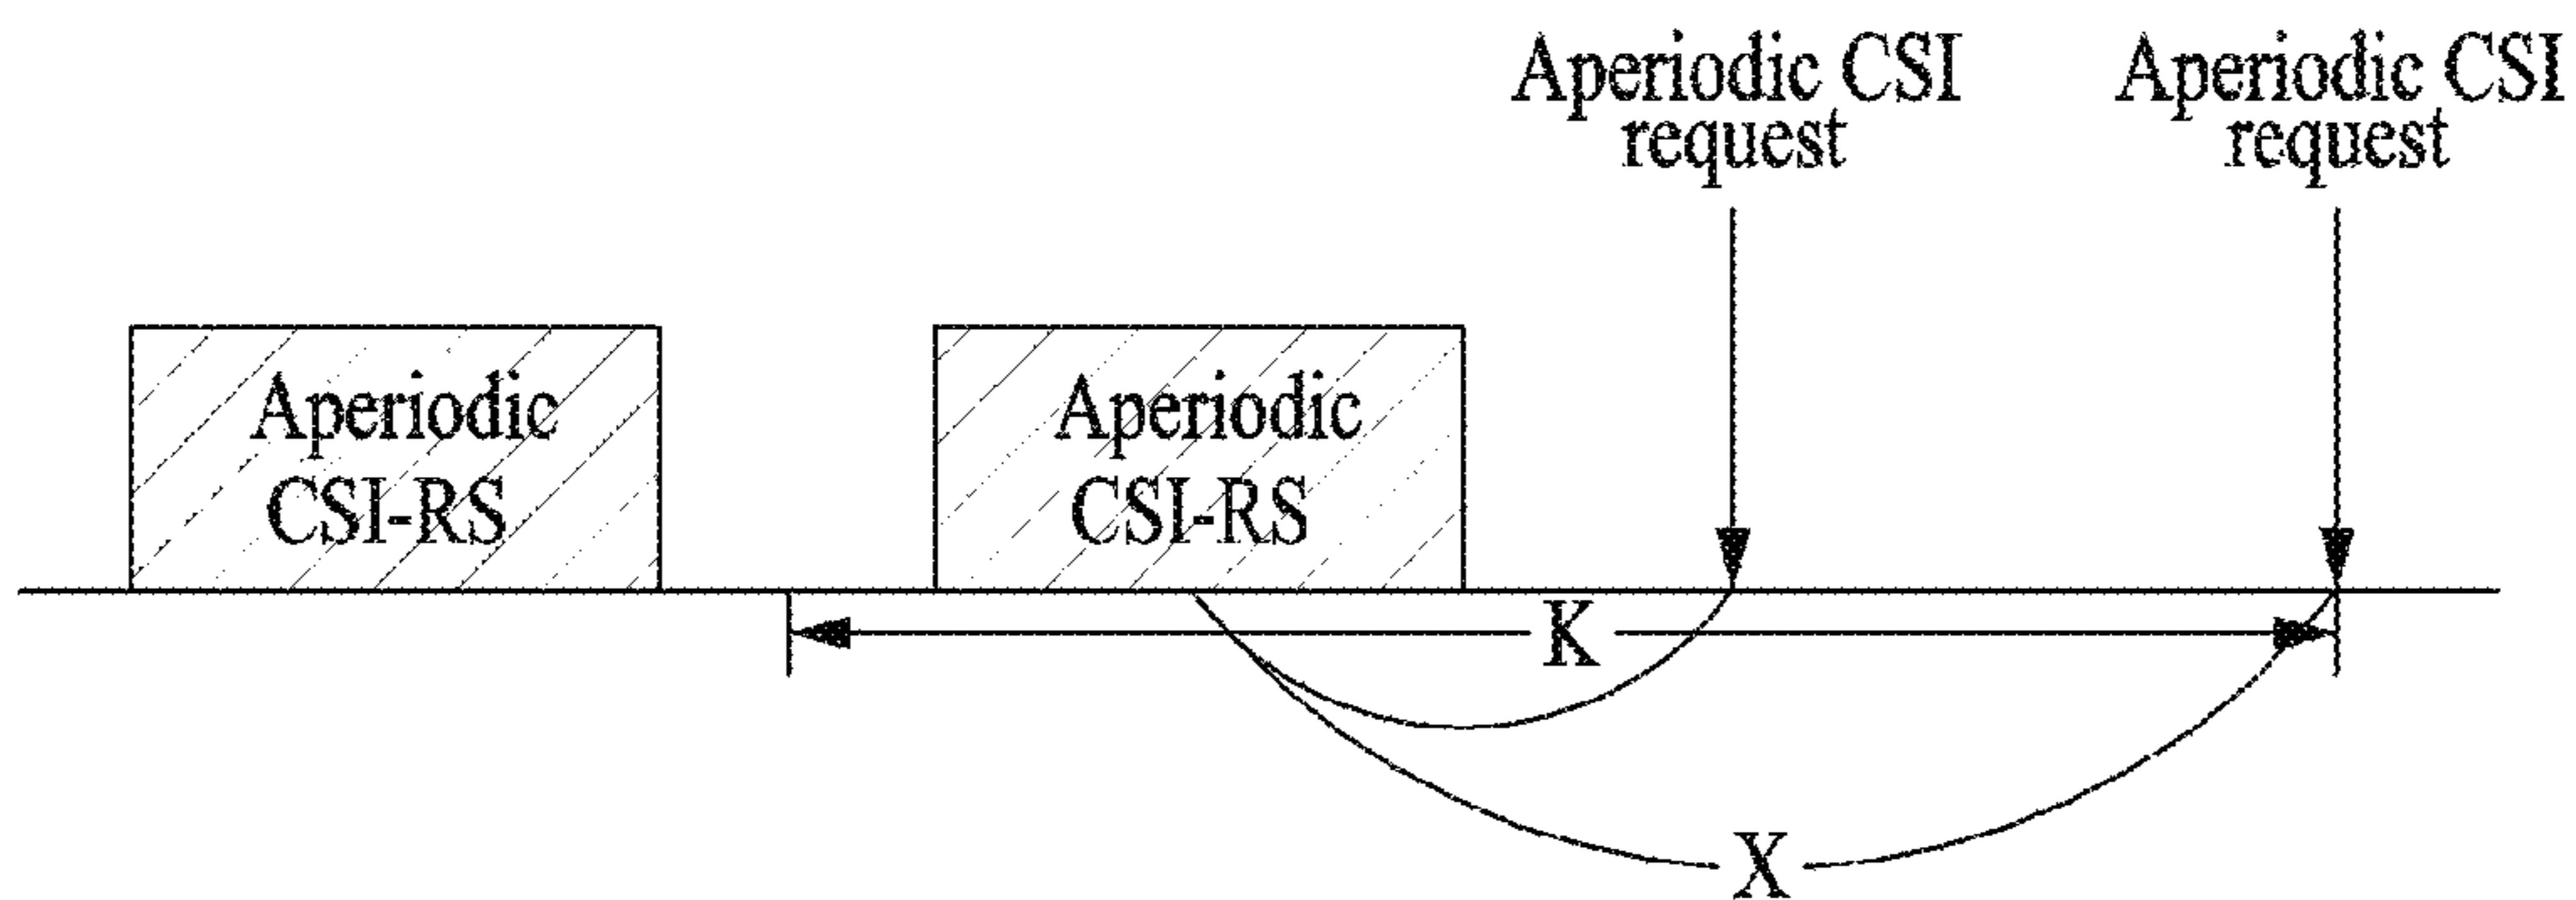 Aperiodic CSI
request
Aperiodic CSI
request
Aperiodic
CSI-RS
Aperiodic
CSI-RS
K
X